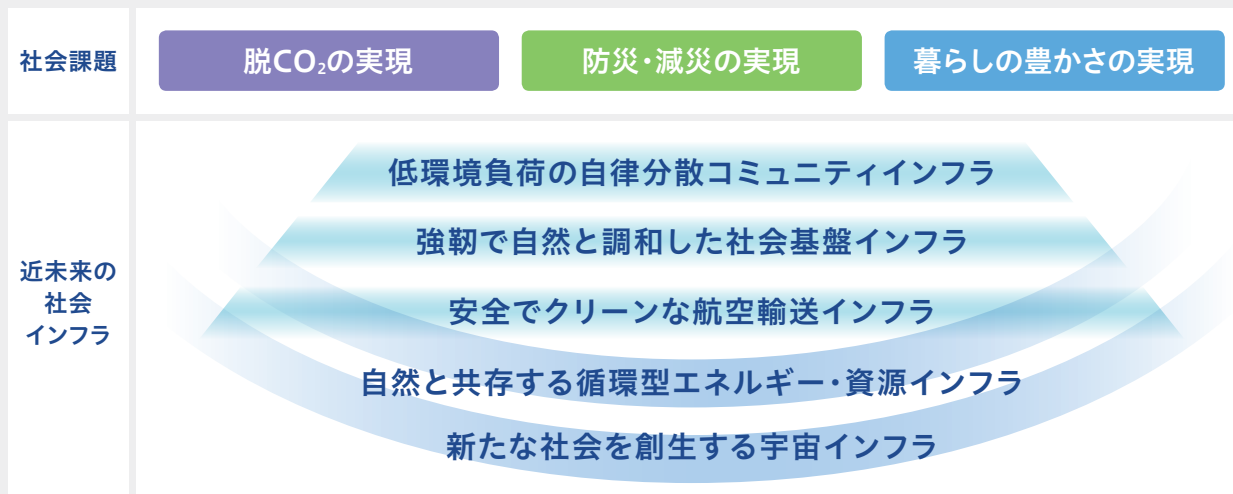 社会課題
脱CO₂の実現
防災・減災の実現
暮らしの豊かさの実現
近未来の
社会
インフラ
低環境負荷の自律分散コミュニティインフラ
強靭で自然と調和した社会基盤インフラ
安全でクリーンな航空輸送インフラ
自然と共存する循環型エネルギー・資源インフラ
新たな社会を創生する宇宙インフラ